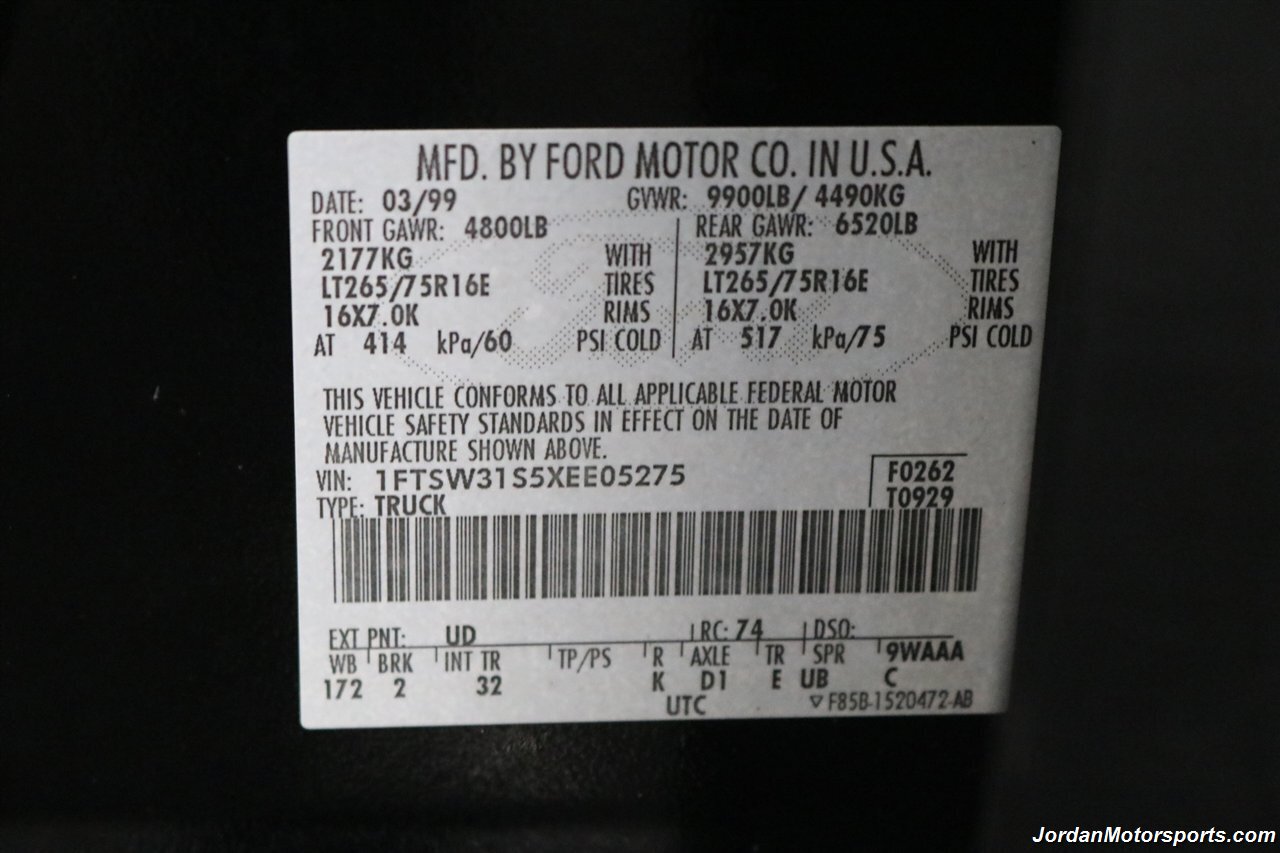 MFD. BY FORD MOTOR CO. IN U.S.A.
DATE: 03/99 GVWR: 9900LB/ 4490KG
FRONT GAWR: 4800LB REAR GAWR: 6520LB
2177KG WITH 2957KG WITH
LT265/75R16E TIRES LT265/75R16E TIRES
16X7.0K RIMS 16X7.0K RIMS
AT 414 kPa/60 PSI COLD AT 517 kPa/75 PSI COLD
THIS VEHICLE CONFORMS TO ALL APPLICABLE FEDERAL MOTOR
VEHICLE SAFETY STANDARDS IN EFFECT ON THE DATE OF
MANUFACTURE SHOWN ABOVE.
VIN: 1FTSW31S5XEE05275 F0262
TYPE: TRUCK T0929
EXT PNT: UD RC: 74 DSO:
WB BRK INT TR TP/PS R AXLE TR SPR 9WAAA
172 2 32 K D1 E UB C
UTC ▽ F85B-1520472-AB
JordanMotorsports.com